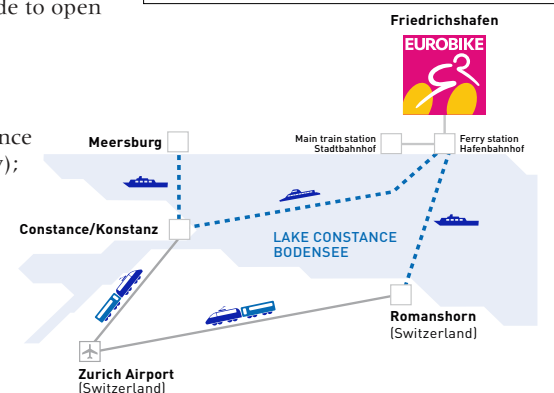 de to open
Friedrichshafen
EUROBIKE
nce
Meersburg
Main train station
Stadtbahnhof
Ferry station
Hafenbahnhof
);
Constance/Konstanz
LAKE CONSTANCE
BODENSEE
Romanshorn
(Switzerland)
Zurich Airport
(Switzerland)